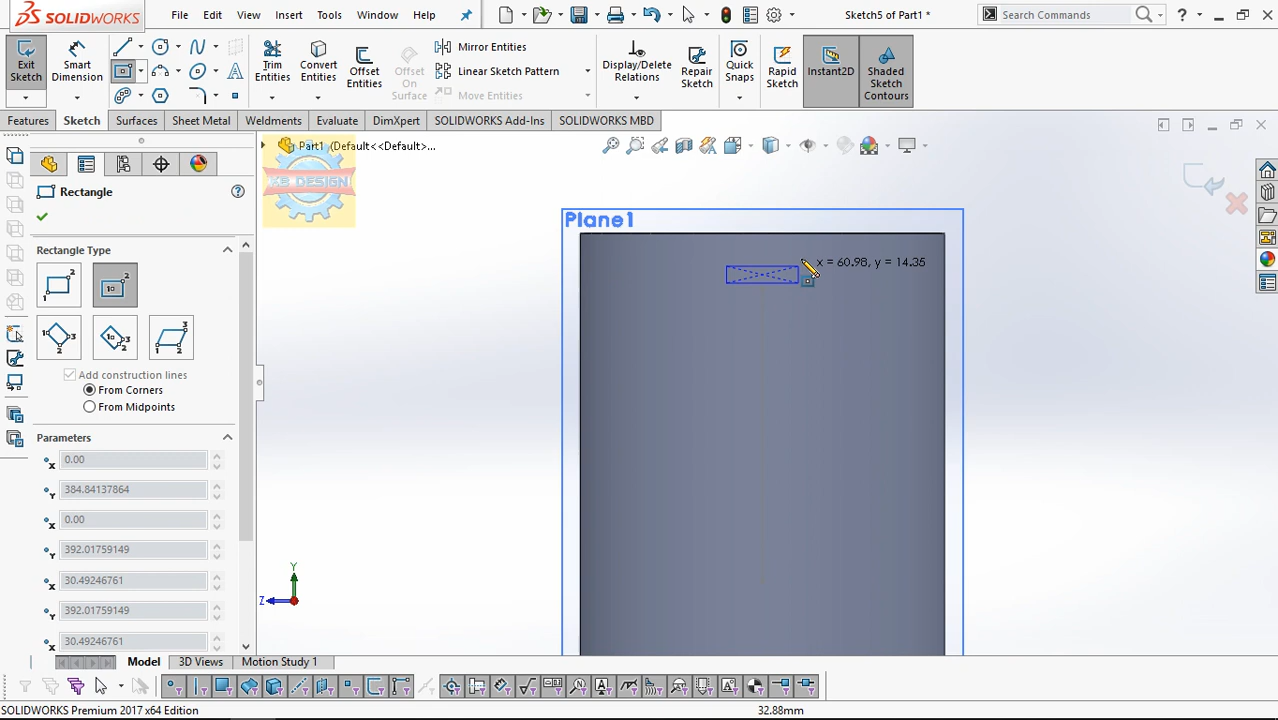 SOLIDWORKS File Edit View Insert Tools Window Help Sketch5 of Part1 * Search Commands ?
Exit Sketch
Smart Dimension
Trim Entities
Convert Entities
Offset Entities
Offset On Surface
Mirror Entities
Linear Sketch Pattern
Move Entities
Display/Delete Relations
Repair Sketch
Quick Snaps
Rapid Sketch
Instant2D
Shaded Sketch Contours
Features Sketch Surfaces Sheet Metal Weldments Evaluate DimXpert SOLIDWORKS Add-Ins SOLIDWORKS MBD
Part1 (Default<<Default>...
KB DESIGN
Rectangle
Plane1
Rectangle Type
x = 60.98, y = 14.35
Add construction lines
From Corners
From Midpoints
Parameters
0.00
384.84137864
0.00
392.01759149
30.49246761
392.01759149
30.49246761
Y
Z
Model 3D Views Motion Study 1
SOLIDWORKS Premium 2017 x64 Edition 32.88mm